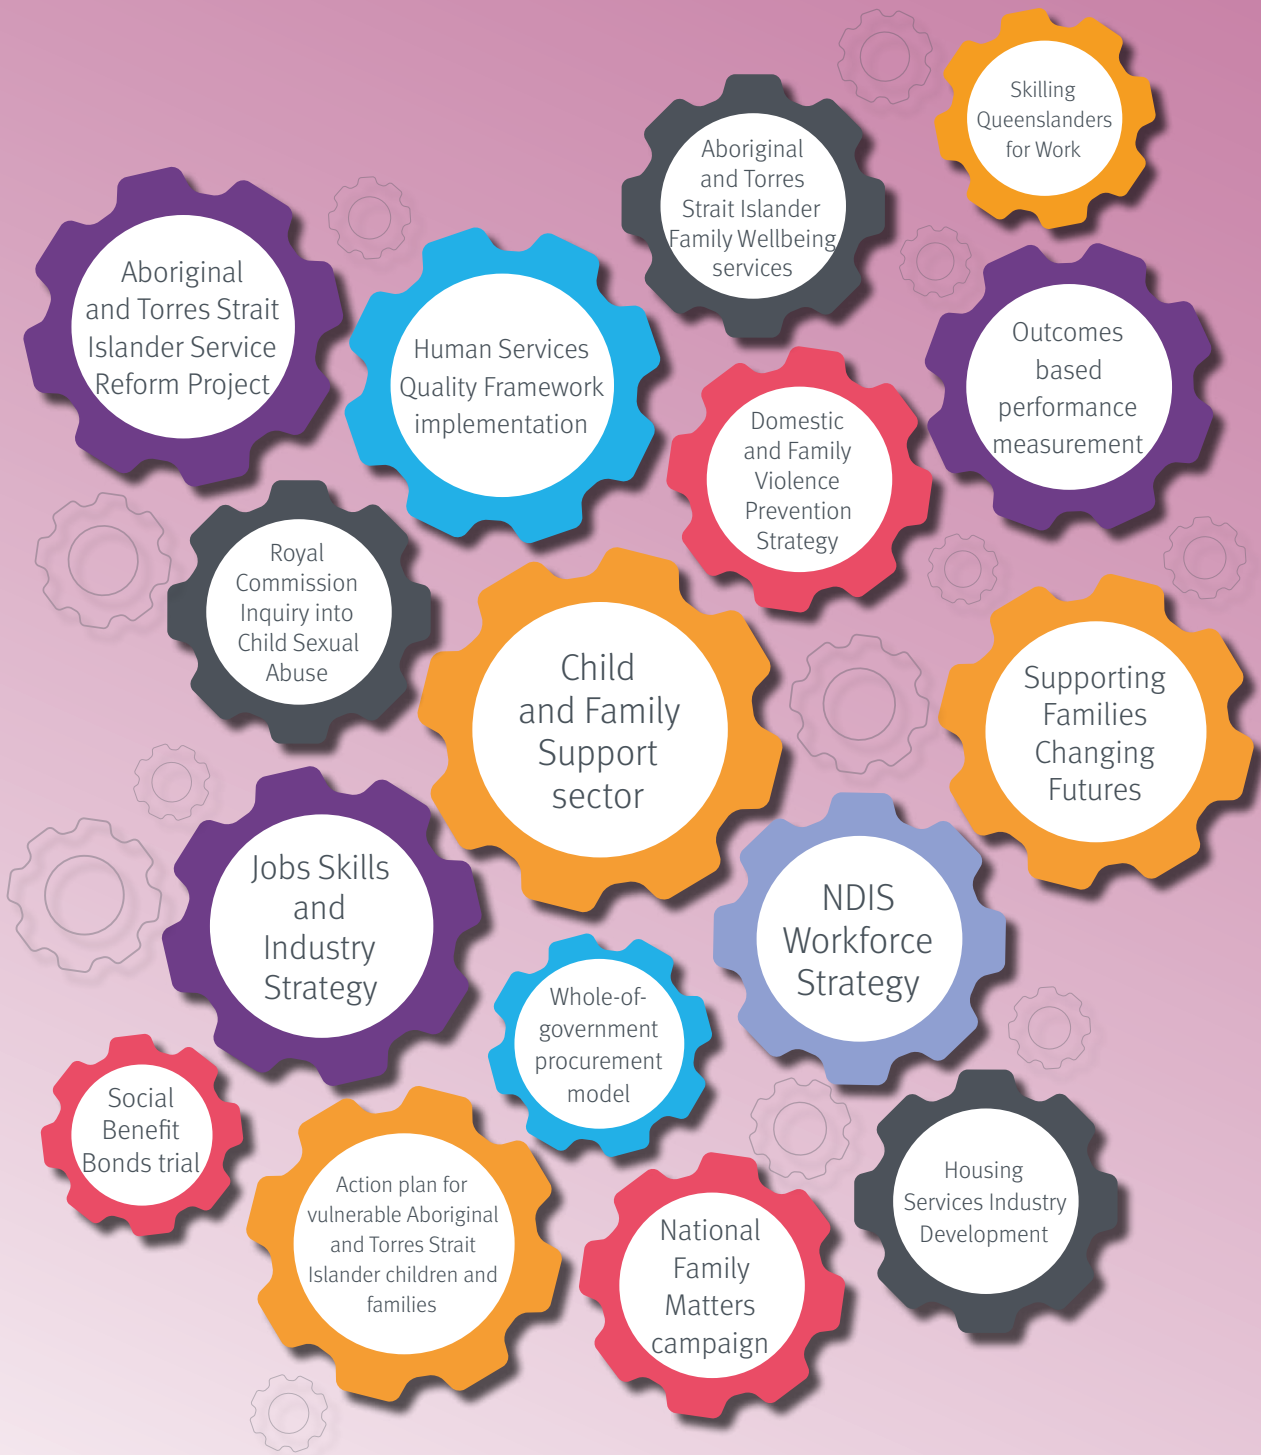 Skilling
Queenslanders
for Work
Aboriginal
and Torres
Strait Islander
Family Wellbeing
services
Aboriginal
and Torres Strait
Islander Service
Reform Project
Human Services
Quality Framework
implementation
Outcomes
based
performance
measurement
Domestic
and Family
Violence
Prevention
Strategy
Royal
Commission
Inquiry into
Child Sexual
Abuse
Child
and Family
Support
sector
Supporting
Families
Changing
Futures
Jobs Skills
and
Industry
Strategy
NDIS
Workforce
Strategy
Whole-of-
government
procurement
model
Social
Benefit
Bonds trial
Action plan for
vulnerable Aboriginal
and Torres Strait
Islander children and
families
National
Family
Matters
campaign
Housing
Services Industry
Development